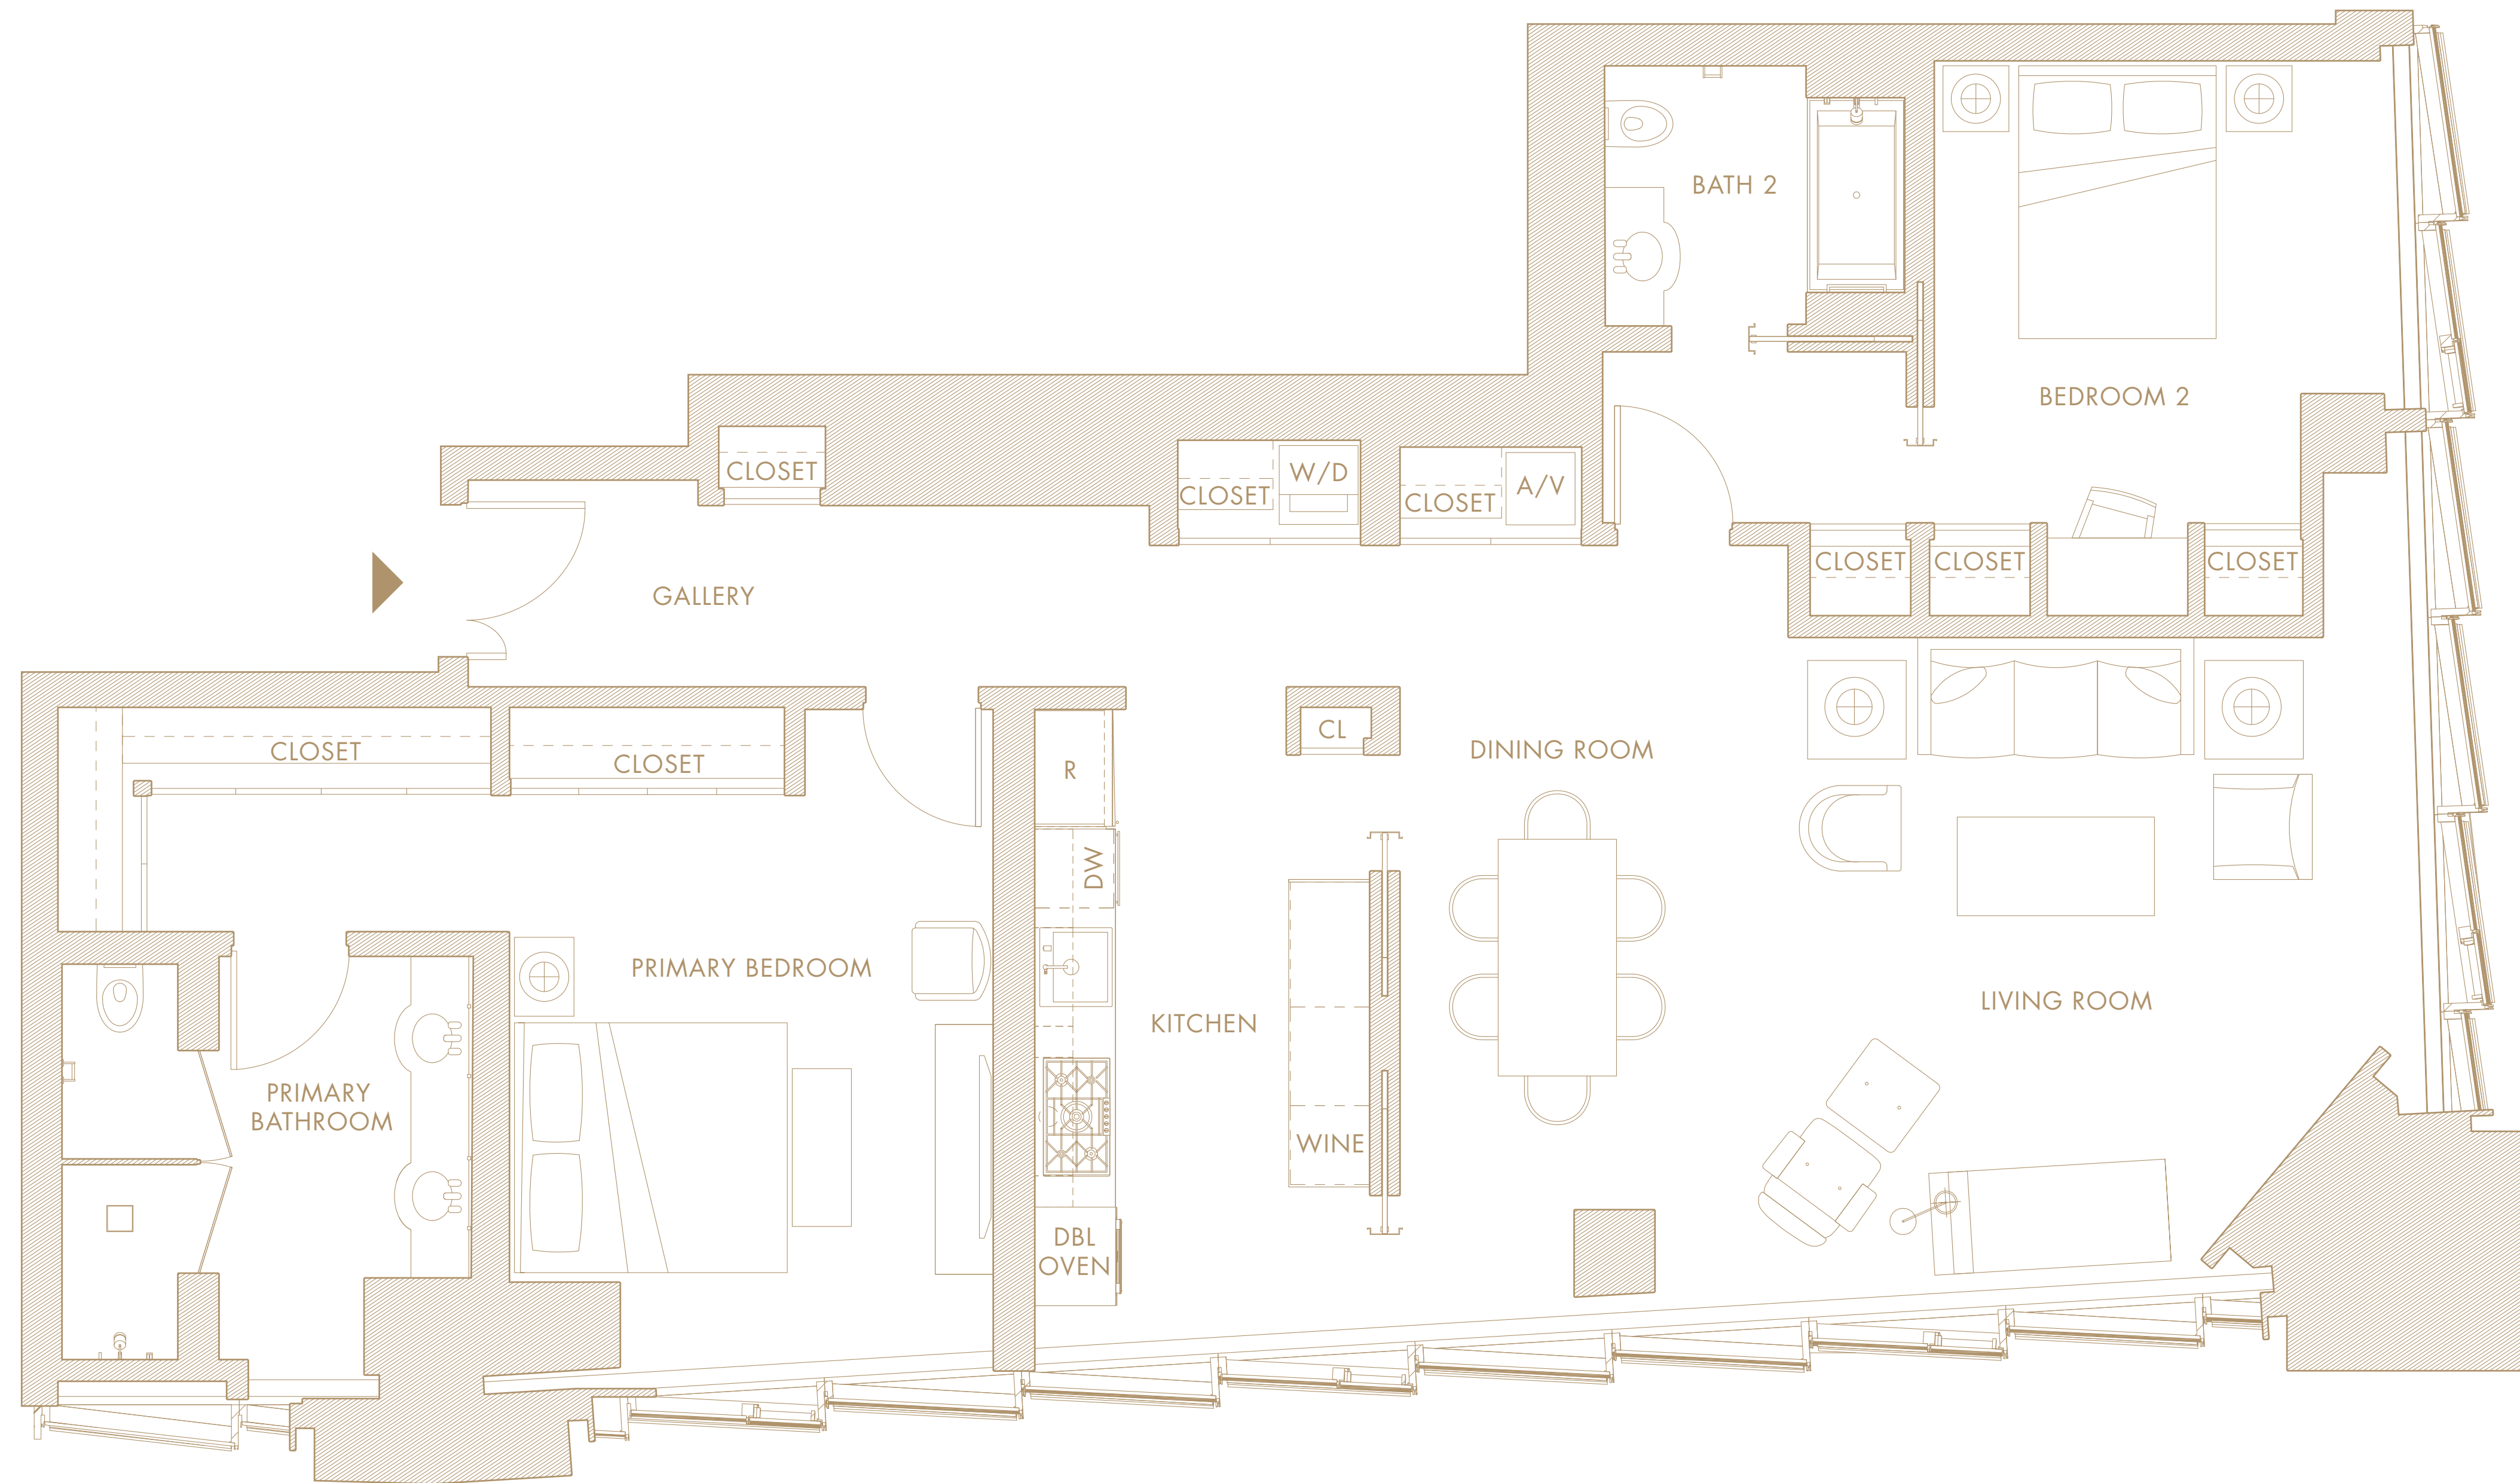 BATH 2
BEDROOM 2
CLOSET
W/D
CLOSET
A/V
CLOSET
CLOSET
CLOSET
CLOSET
GALLERY
CLOSET
CLOSET
R
CL
DINING ROOM
DW
PRIMARY BEDROOM
KITCHEN
LIVING ROOM
PRIMARY
BATHROOM
WINE
DBL
OVEN